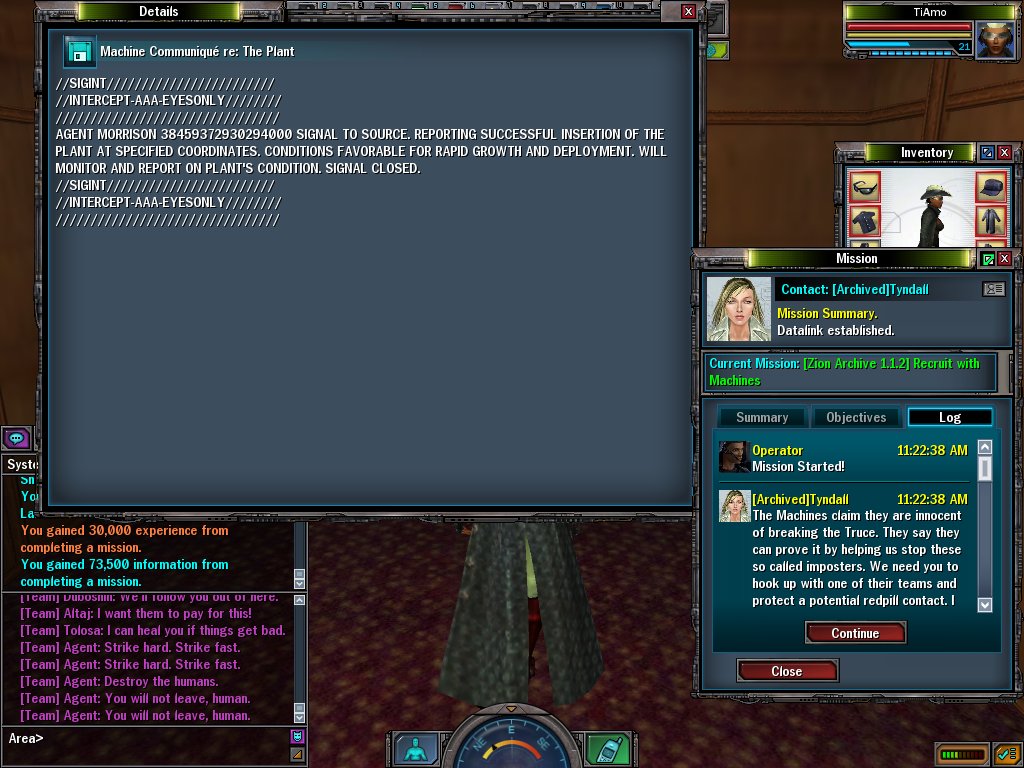 Details
Machine Communiqué re: The Plant
//SIGINT///////////////////////
//INTERCEPT-AAA-EYESONLY////////
////////////////////////////////
AGENT MORRISON 38459372930294000 SIGNAL TO SOURCE. REPORTING SUCCESSFUL INSERTION OF THE
PLANT AT SPECIFIED COORDINATES. CONDITIONS FAVORABLE FOR RAPID GROWTH AND DEPLOYMENT. WILL
MONITOR AND REPORT ON PLANT'S CONDITION. SIGNAL CLOSED.
//SIGINT///////////////////////
//INTERCEPT-AAA-EYESONLY////////
////////////////////////////////
TiAmo
21
Inventory
Mission
Contact: [Archived]Tyndall
Mission Summary.
Datalink established.
Current Mission: [Zion Archive 1.1.2] Recruit with
Machines
Summary
Objectives
Log
Operator
11:22:38 AM
Mission Started!
[Archived]Tyndall
11:22:38 AM
The Machines claim they are innocent
of breaking the Truce. They say they
can prove it by helping us stop these
so called imposters. We need you to
hook up with one of their teams and
protect a potential redpill contact. I
Continue
Close
Syste
You gained 30,000 experience from
completing a mission.
You gained 73,500 information from
completing a mission.
[Team] Duboshin: We'll follow you out of here.
[Team] Altaj: I want them to pay for this!
[Team] Tolosa: I can heal you if things get bad.
[Team] Agent: Strike hard. Strike fast.
[Team] Agent: Strike hard. Strike fast.
[Team] Agent: Destroy the humans.
[Team] Agent: You will not leave, human.
[Team] Agent: You will not leave, human.
Area>
NE
E
SE